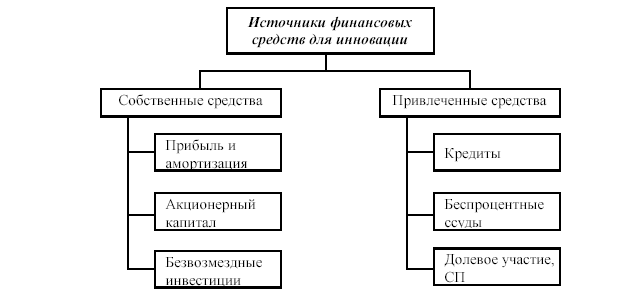 Источники финансовых
средств для инновации
Собственные средства
Прибыль и
амортизация
Акционерный
капитал
Безвозмездные
инвестиции
Привлеченные средства
Кредиты
Беспроцентные
ссуды
Долевое участие,
СП